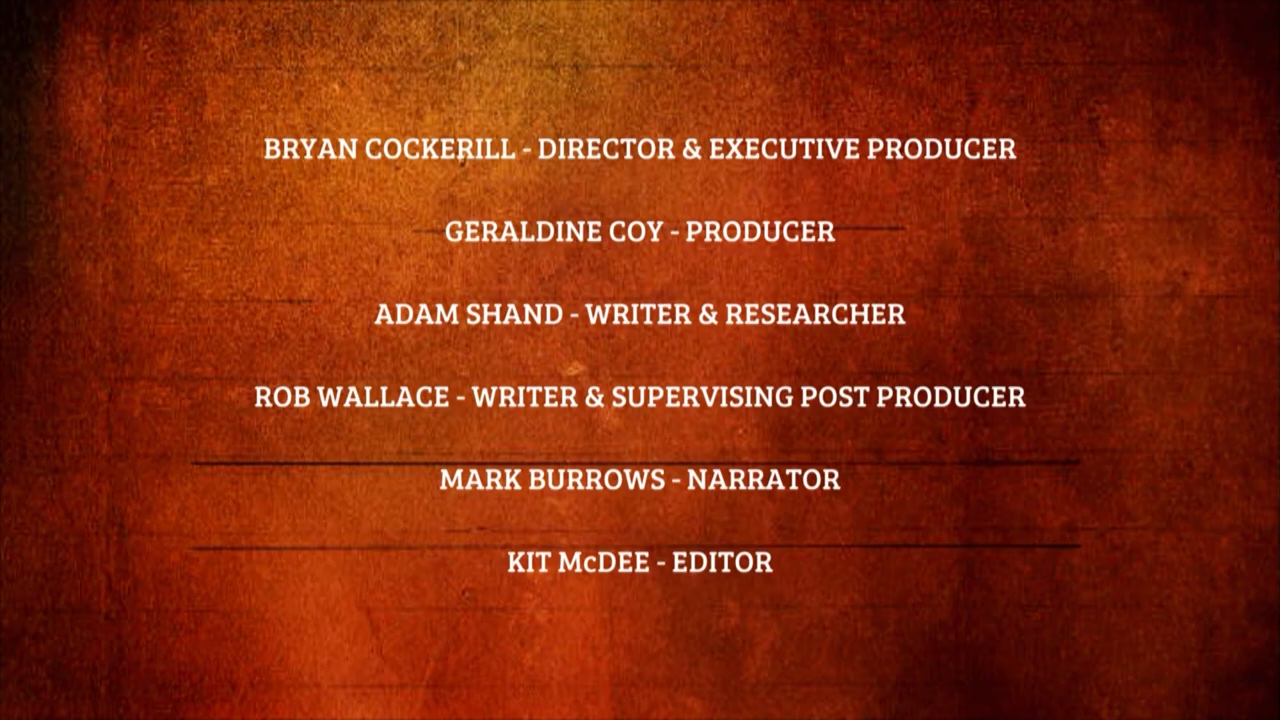 BRYAN COCKERILL - DIRECTOR & EXECUTIVE PRODUCER
GERALDINE COY - PRODUCER
ADAM SHAND - WRITER & RESEARCHER
ROB WALLACE - WRITER & SUPERVISING POST PRODUCER
MARK BURROWS - NARRATOR
KIT McDEE - EDITOR